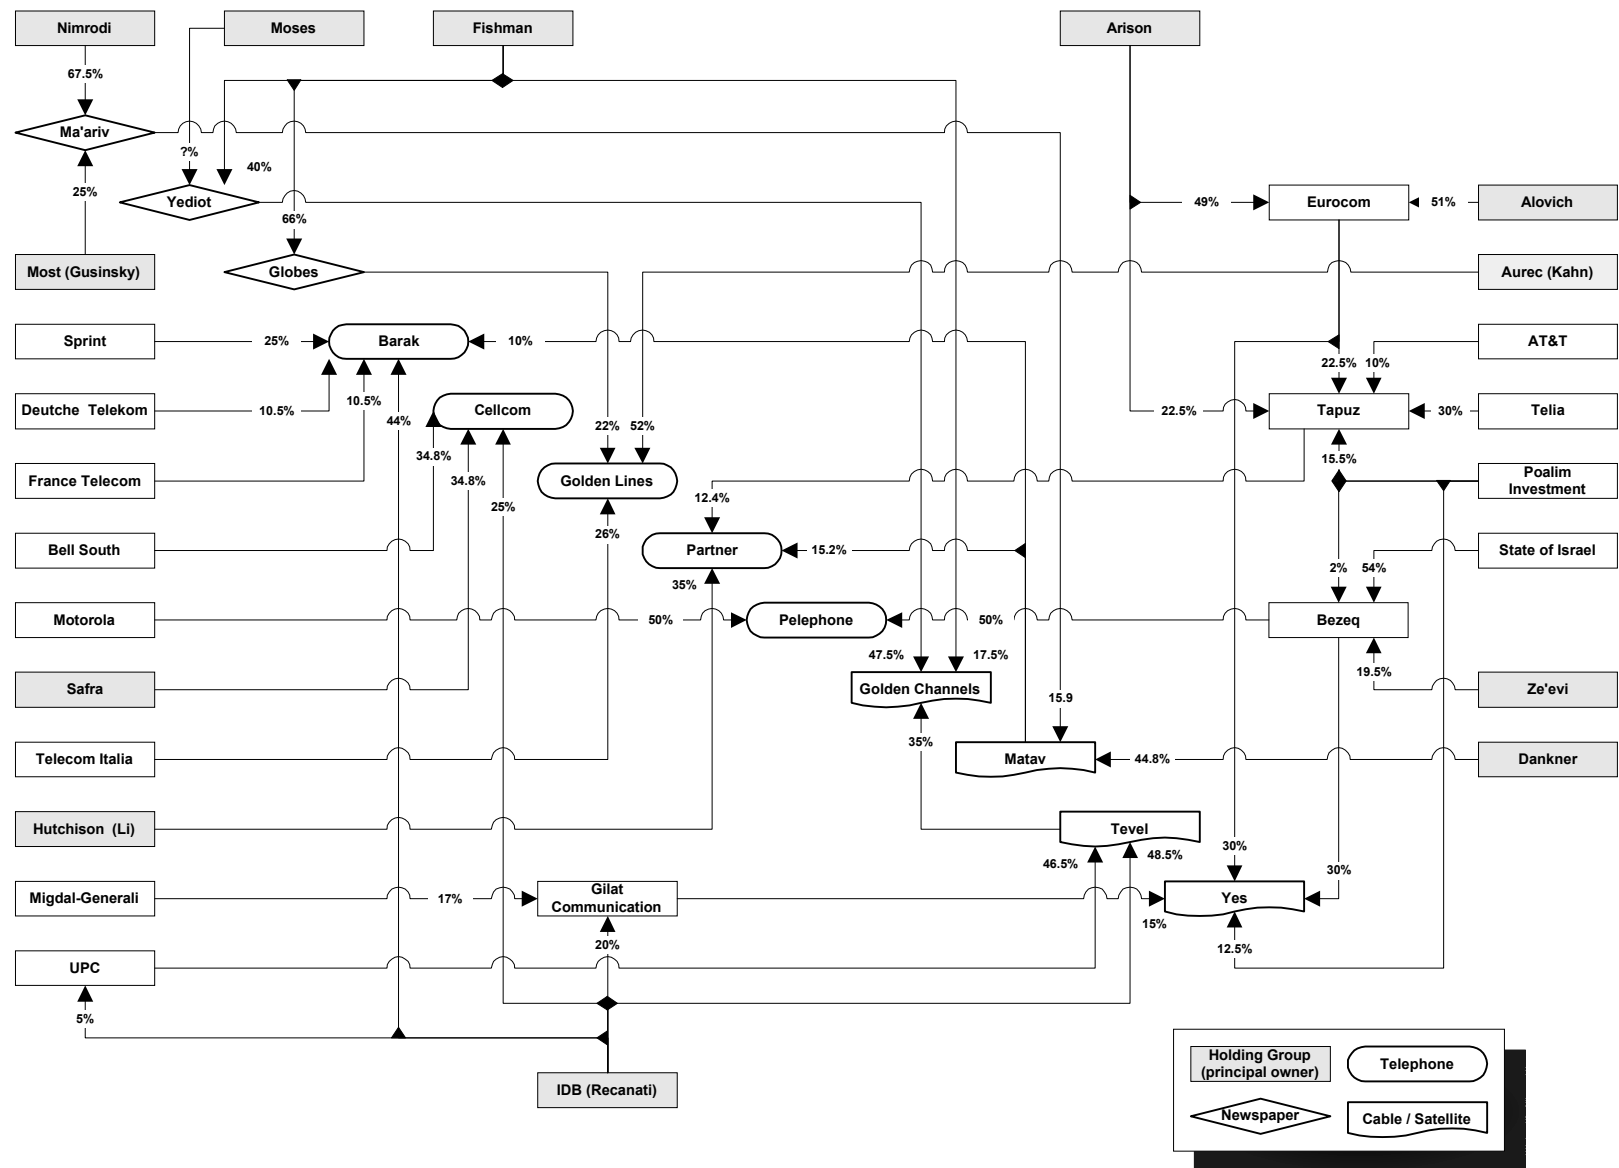 Nimrodi
Moses
Fishman
Arison
67.5%
Ma'ariv
?%
40%
25%
Yediot
66%
49%
Eurocom
51%
Alovich
Most (Gusinsky)
Globes
Aurec (Kahn)
Sprint
25%
Barak
10%
AT&T
22.5%
10%
Deutche Telekom
10.5%
10.5%
44%
Cellcom
22%
52%
22.5%
Tapuz
30%
Telia
34.8%
15.5%
France Telecom
34.8%
25%
Golden Lines
12.4%
Poalim
Investment
26%
Bell South
Partner
15.2%
State of Israel
35%
2%
54%
Motorola
50%
Pelephone
50%
Bezeq
47.5%
17.5%
19.5%
Safra
Golden Channels
15.9
Ze'evi
35%
Telecom Italia
Matav
44.8%
Dankner
Hutchison (Li)
Tevel
46.5%
48.5%
30%
30%
Migdal-Generali
17%
Gilat
Communication
Yes
15%
20%
12.5%
UPC
5%
IDB (Recanati)
Holding Group
(principal owner)
Telephone
Newspaper
Cable / Satellite